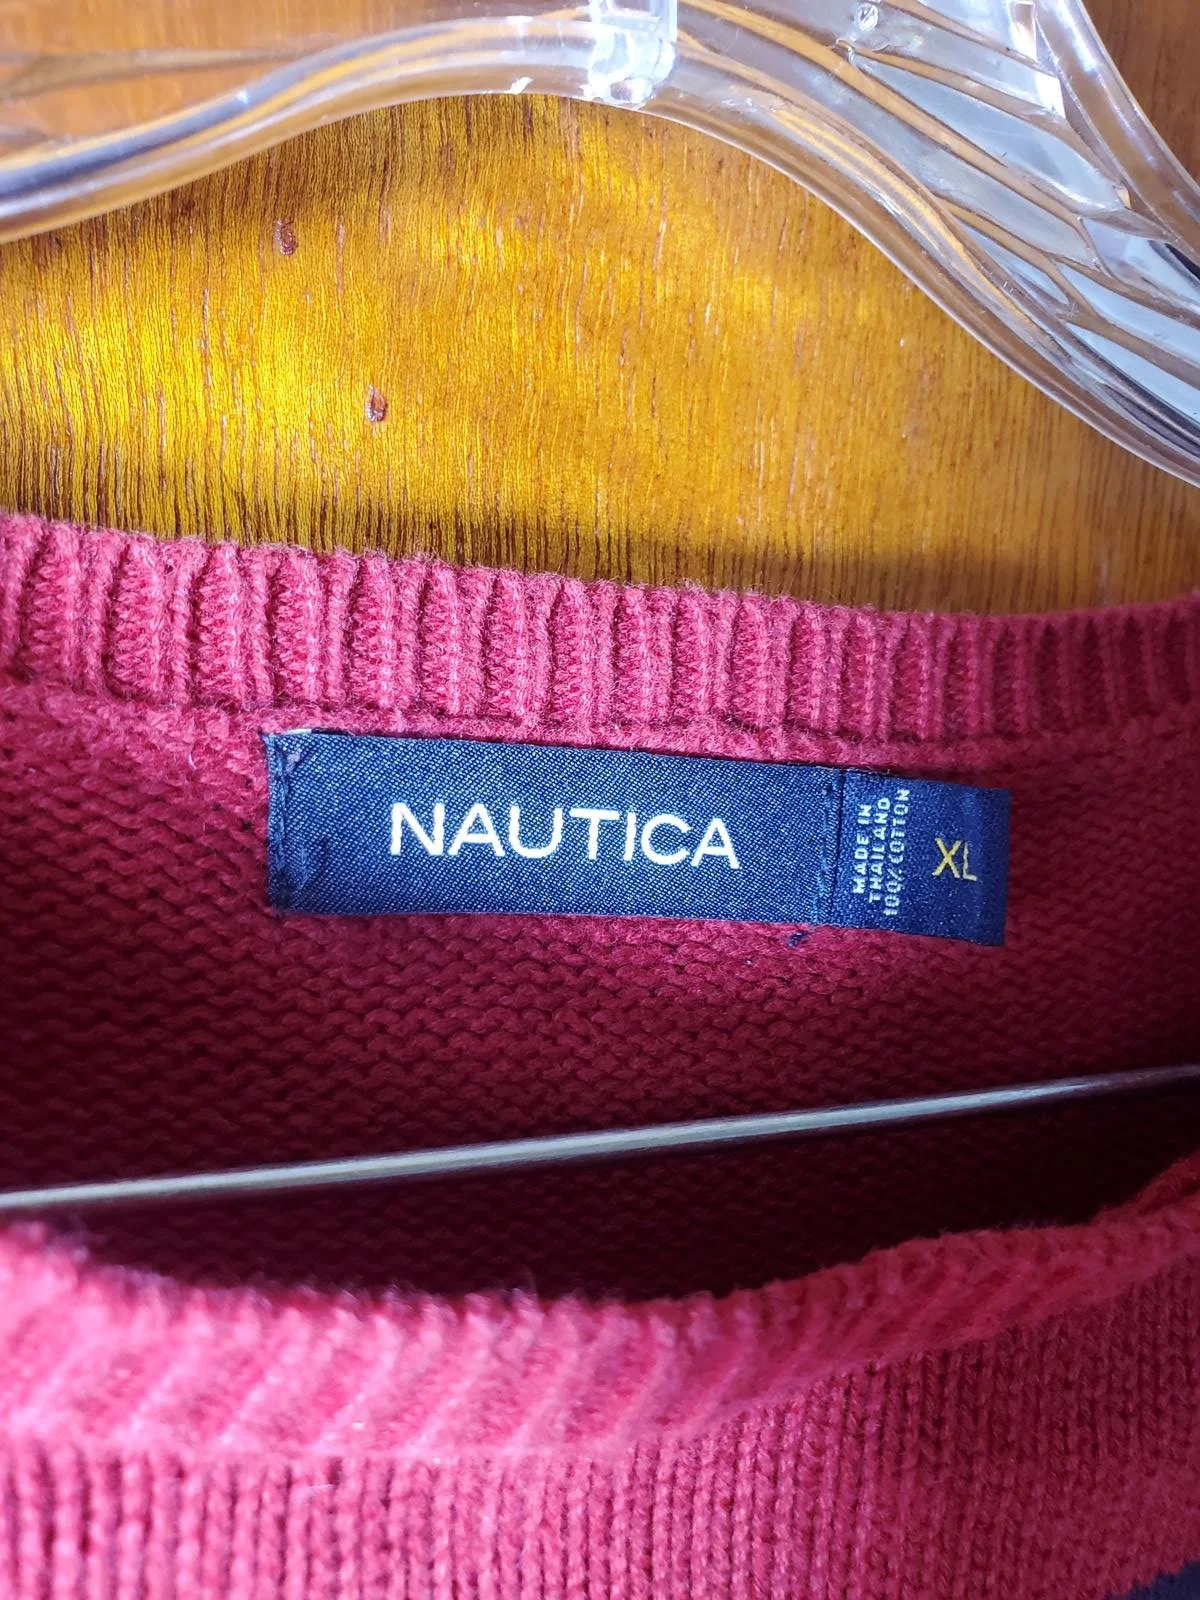 NAUTICA
MADE IN
THAILAND
100% COTTON
XL